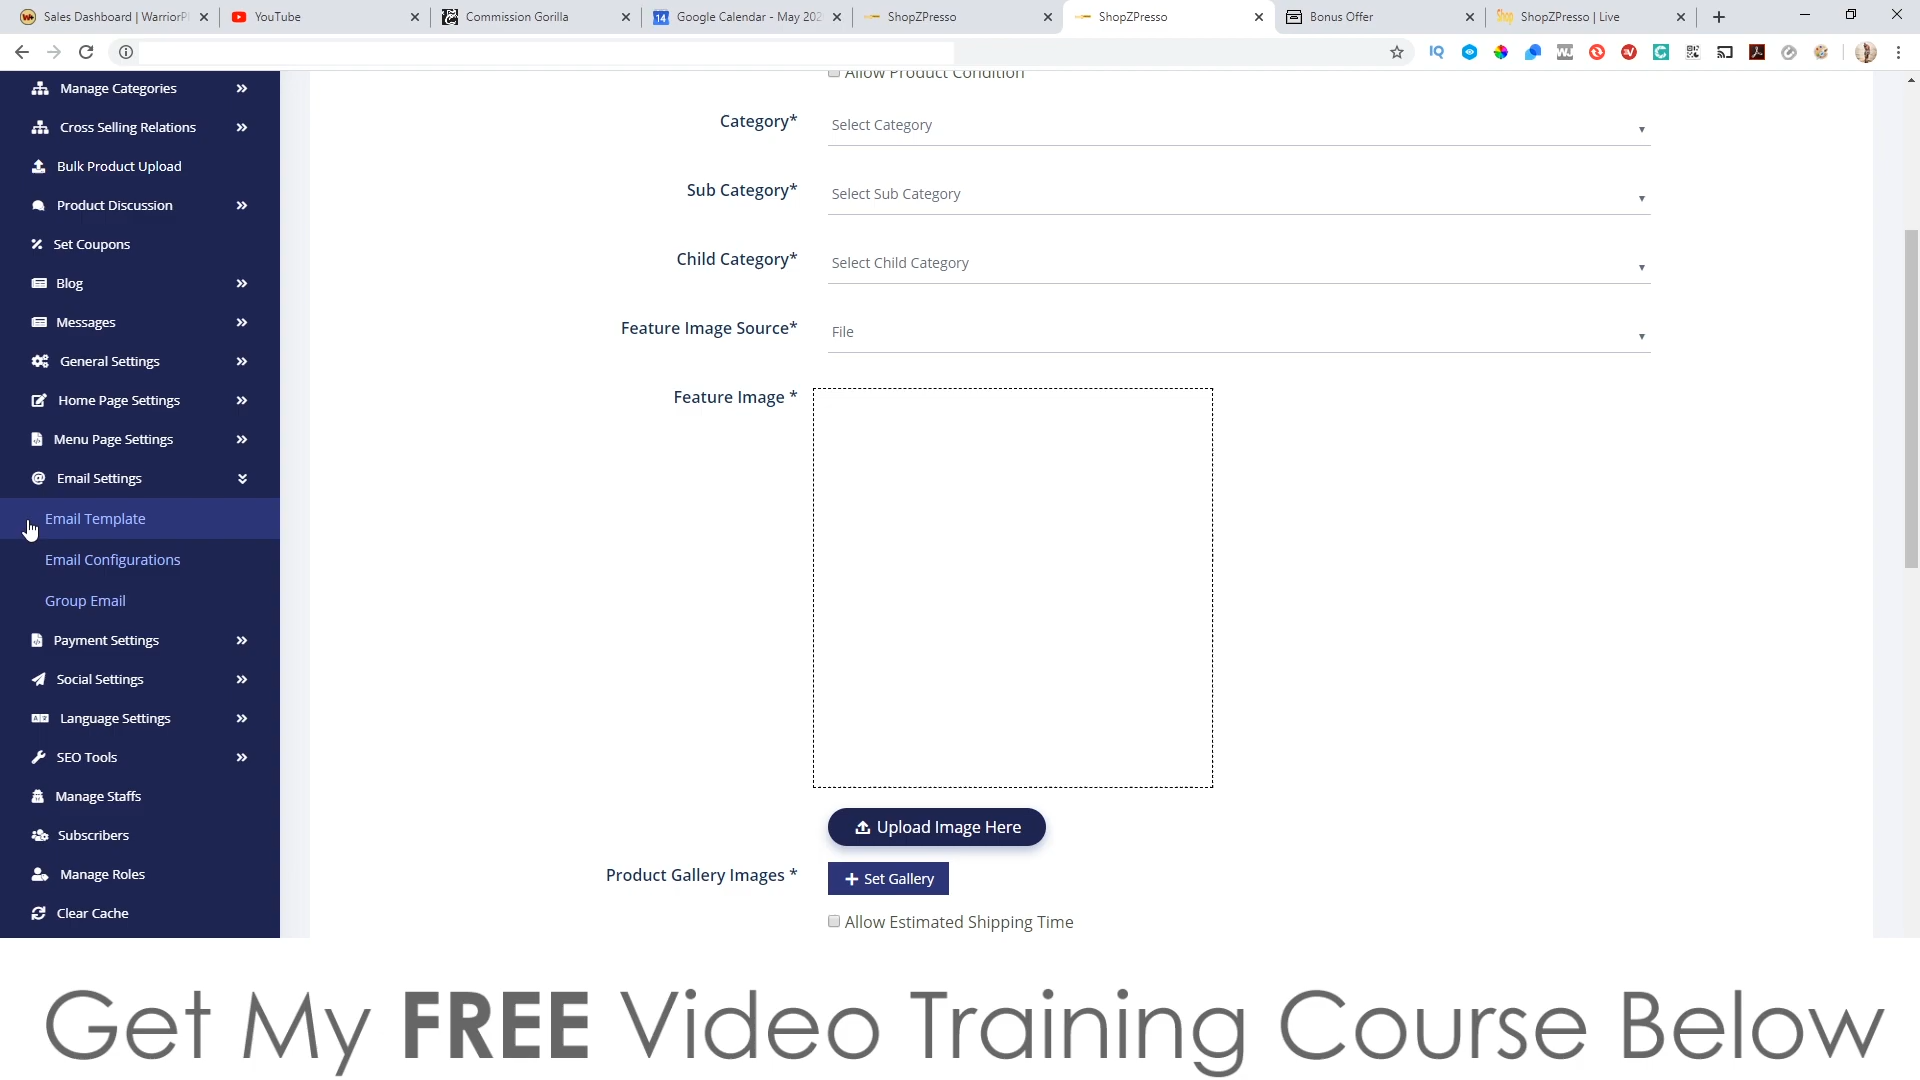 Sales Dashboard | WarriorP
YouTube
Commission Gorilla
14 Google Calendar - May 202
ShopZPresso
ShopZPresso
Bonus Offer
Shop ShopZPresso | Live
IQ
Allow Product Condition
Manage Categories
Cross Selling Relations
Bulk Product Upload
Product Discussion
Set Coupons
Blog
Messages
General Settings
Home Page Settings
Menu Page Settings
Email Settings
Email Template
Email Configurations
Group Email
Payment Settings
Social Settings
Language Settings
SEO Tools
Manage Staffs
Subscribers
Manage Roles
Clear Cache
Category* Select Category
Sub Category* Select Sub Category
Child Category* Select Child Category
Feature Image Source* File
Feature Image *
Upload Image Here
Product Gallery Images * + Set Gallery
Allow Estimated Shipping Time
Get My FREE Video Training Course Below